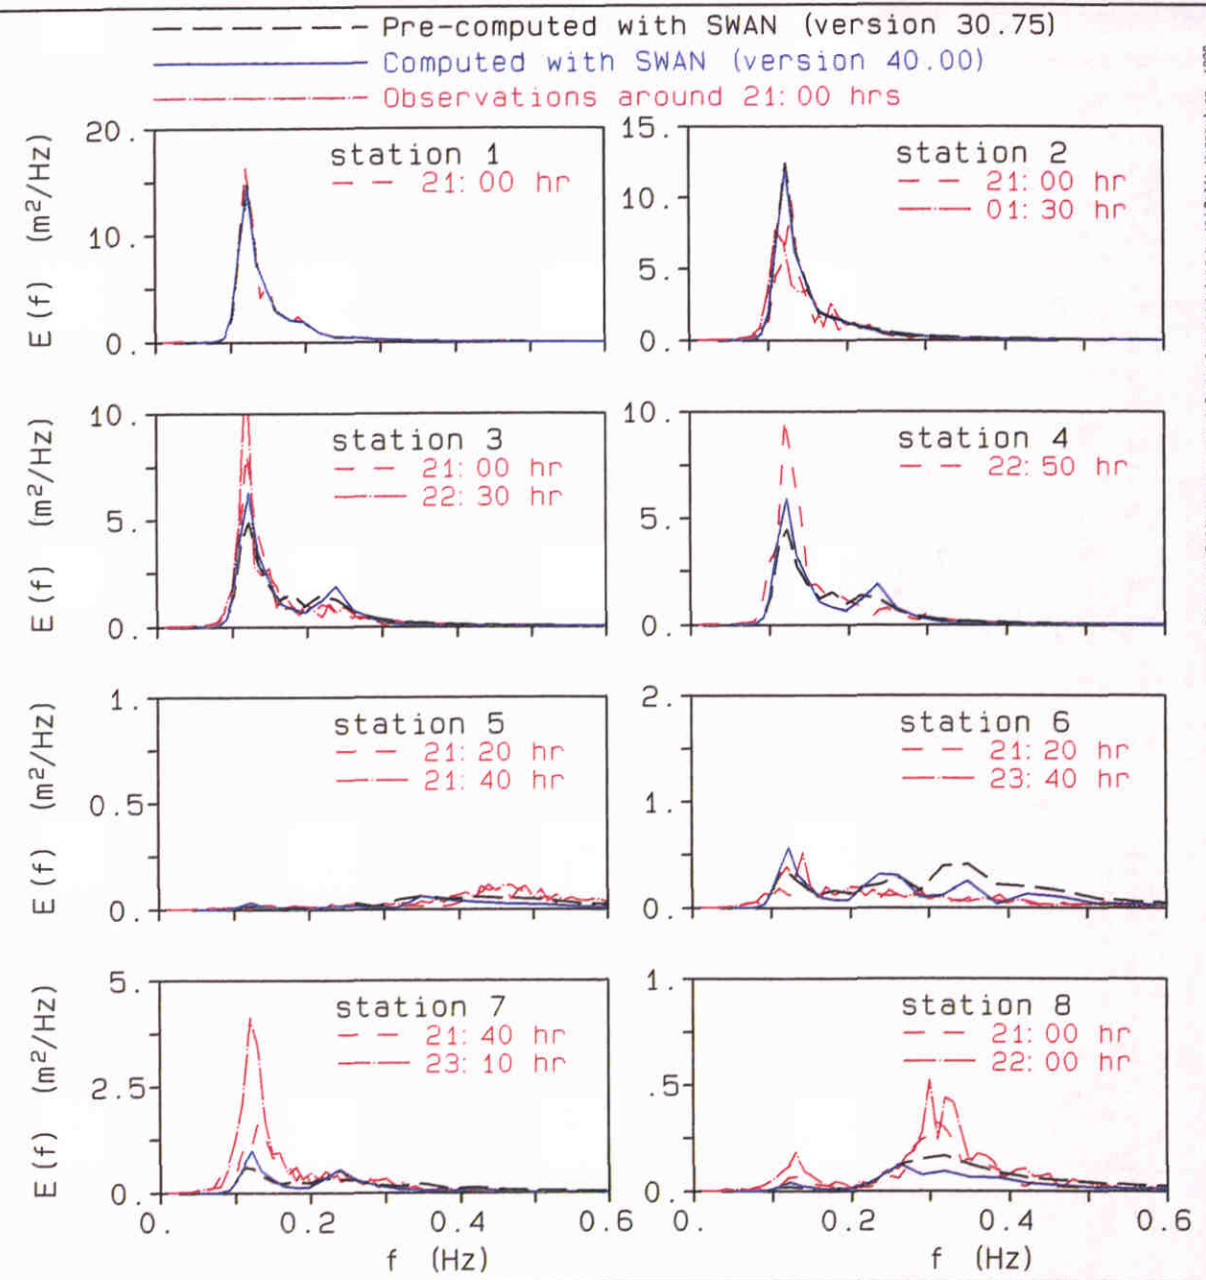 Pre-computed with SWAN (version 30.75)
Computed with SWAN (version 40.00)
Observations around 21:00 hrs
station 1
21:00 hr
20.
10.
0.
E(f) (m²/Hz)
station 2
21:00 hr
01:30 hr
15.
10.
5.
0.
station 3
21:00 hr
22:30 hr
10.
5.
0.
E(f) (m²/Hz)
station 4
22:50 hr
10.
5.
0.
station 5
21:20 hr
21:40 hr
1.
0.5
0.
E(f) (m²/Hz)
station 6
21:20 hr
23:40 hr
2.
1.
0.
station 7
21:40 hr
23:10 hr
5.
2.5
0.
E(f) (m²/Hz)
0. 0.2 0.4 0.6
f (Hz)
station 8
21:00 hr
22:00 hr
1.
.5
0.
0. 0.2 0.4 0.6
f (Hz)